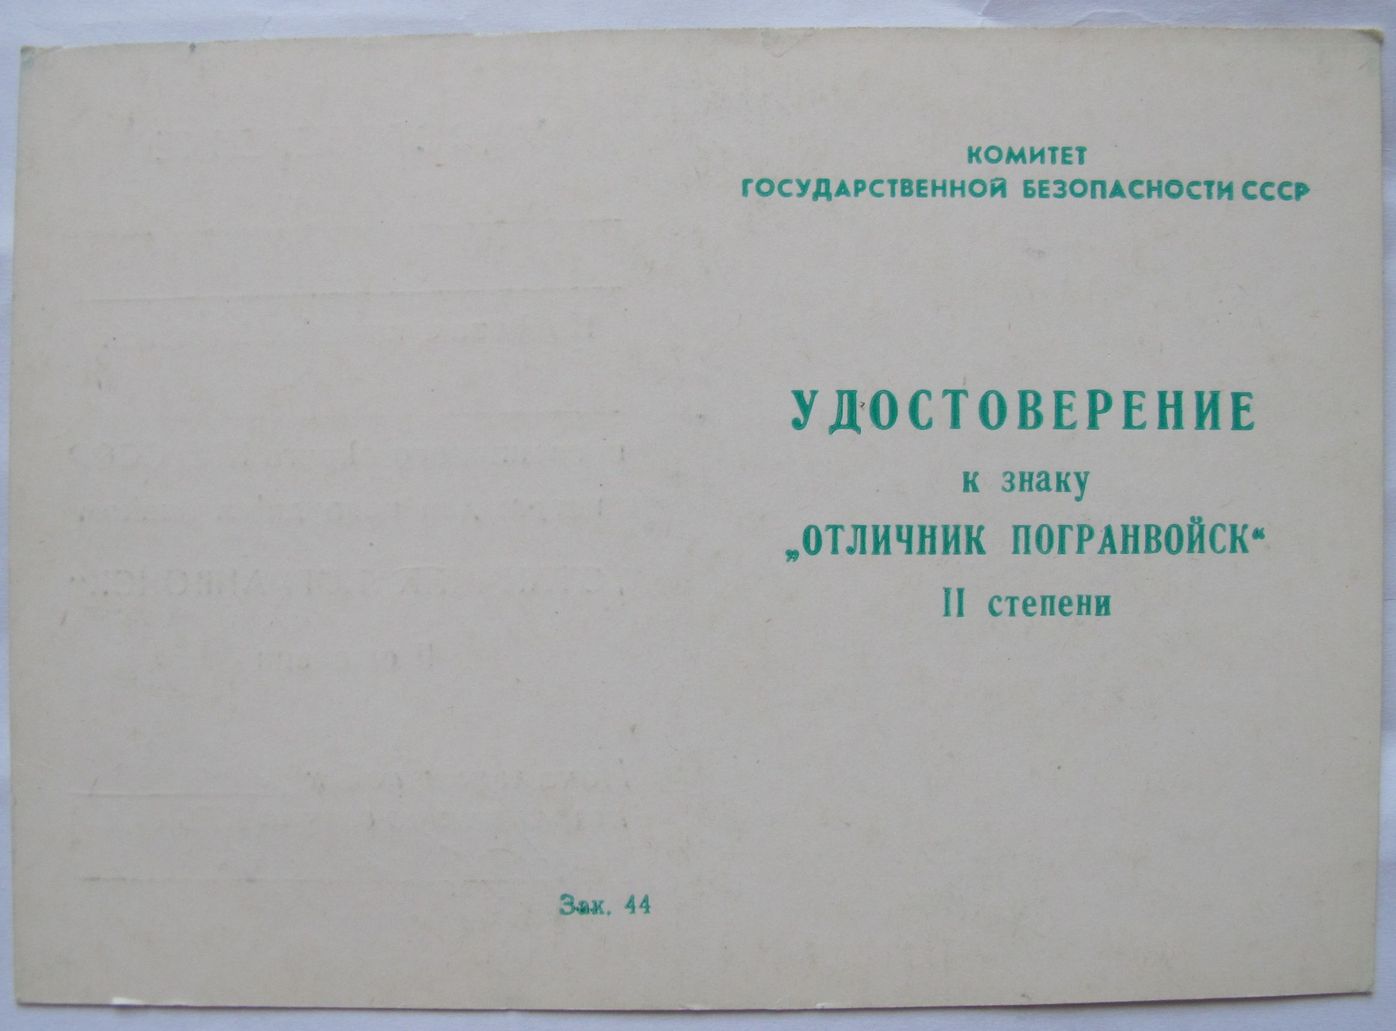 КОМИТЕТ
ГОСУДАРСТВЕННОЙ БЕЗОПАСНОСТИ СССР
УДОСТОВЕРЕНИЕ
к знаку
„ОТЛИЧНИК ПОГРАНВОЙСК“
II степени
Зак. 44